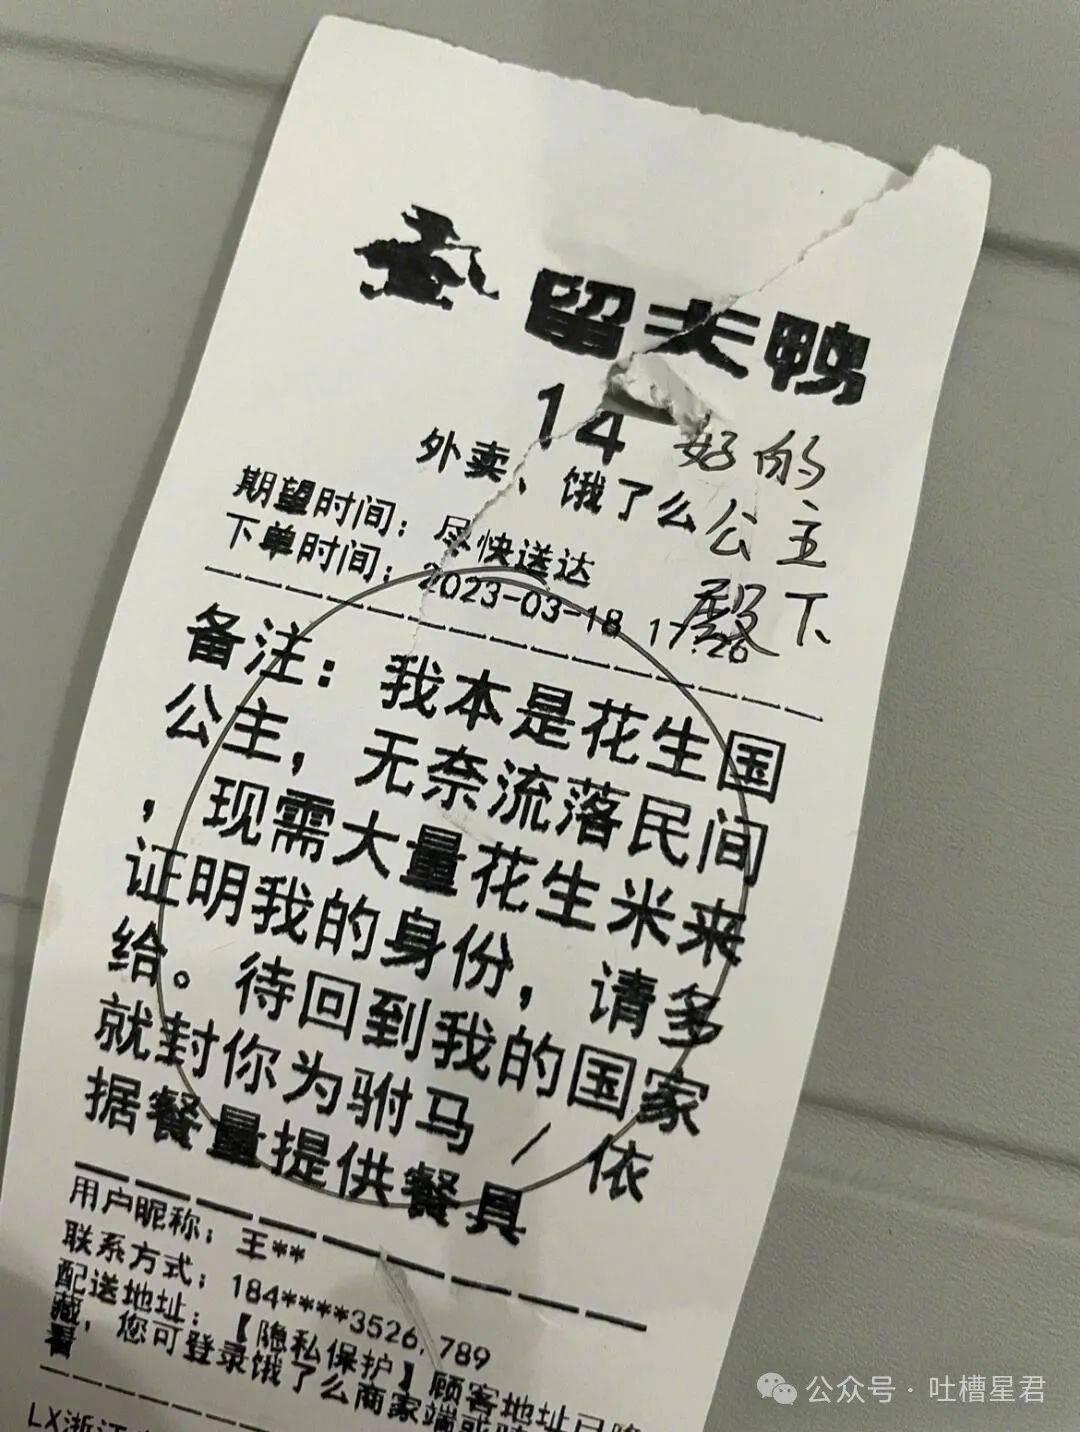 留夫鸭
14
好的
外卖、饿了么
公主
期望时间：尽快送达
殿下
下单时间：2023-03-18 17:26
备注：我本是花生国
公主，无奈流落民间
，现需大量花生米来
证明我的身份，请多
给。待回到我的国家
就封你为驸马／依
据餐量提供餐具
用户昵称：王**
联系方式：184****3526,789
配送地址：【隐私保护】顾客地址已隐
藏，您可登录饿了么商家端或
看
LX浙江
公众号·吐槽星君